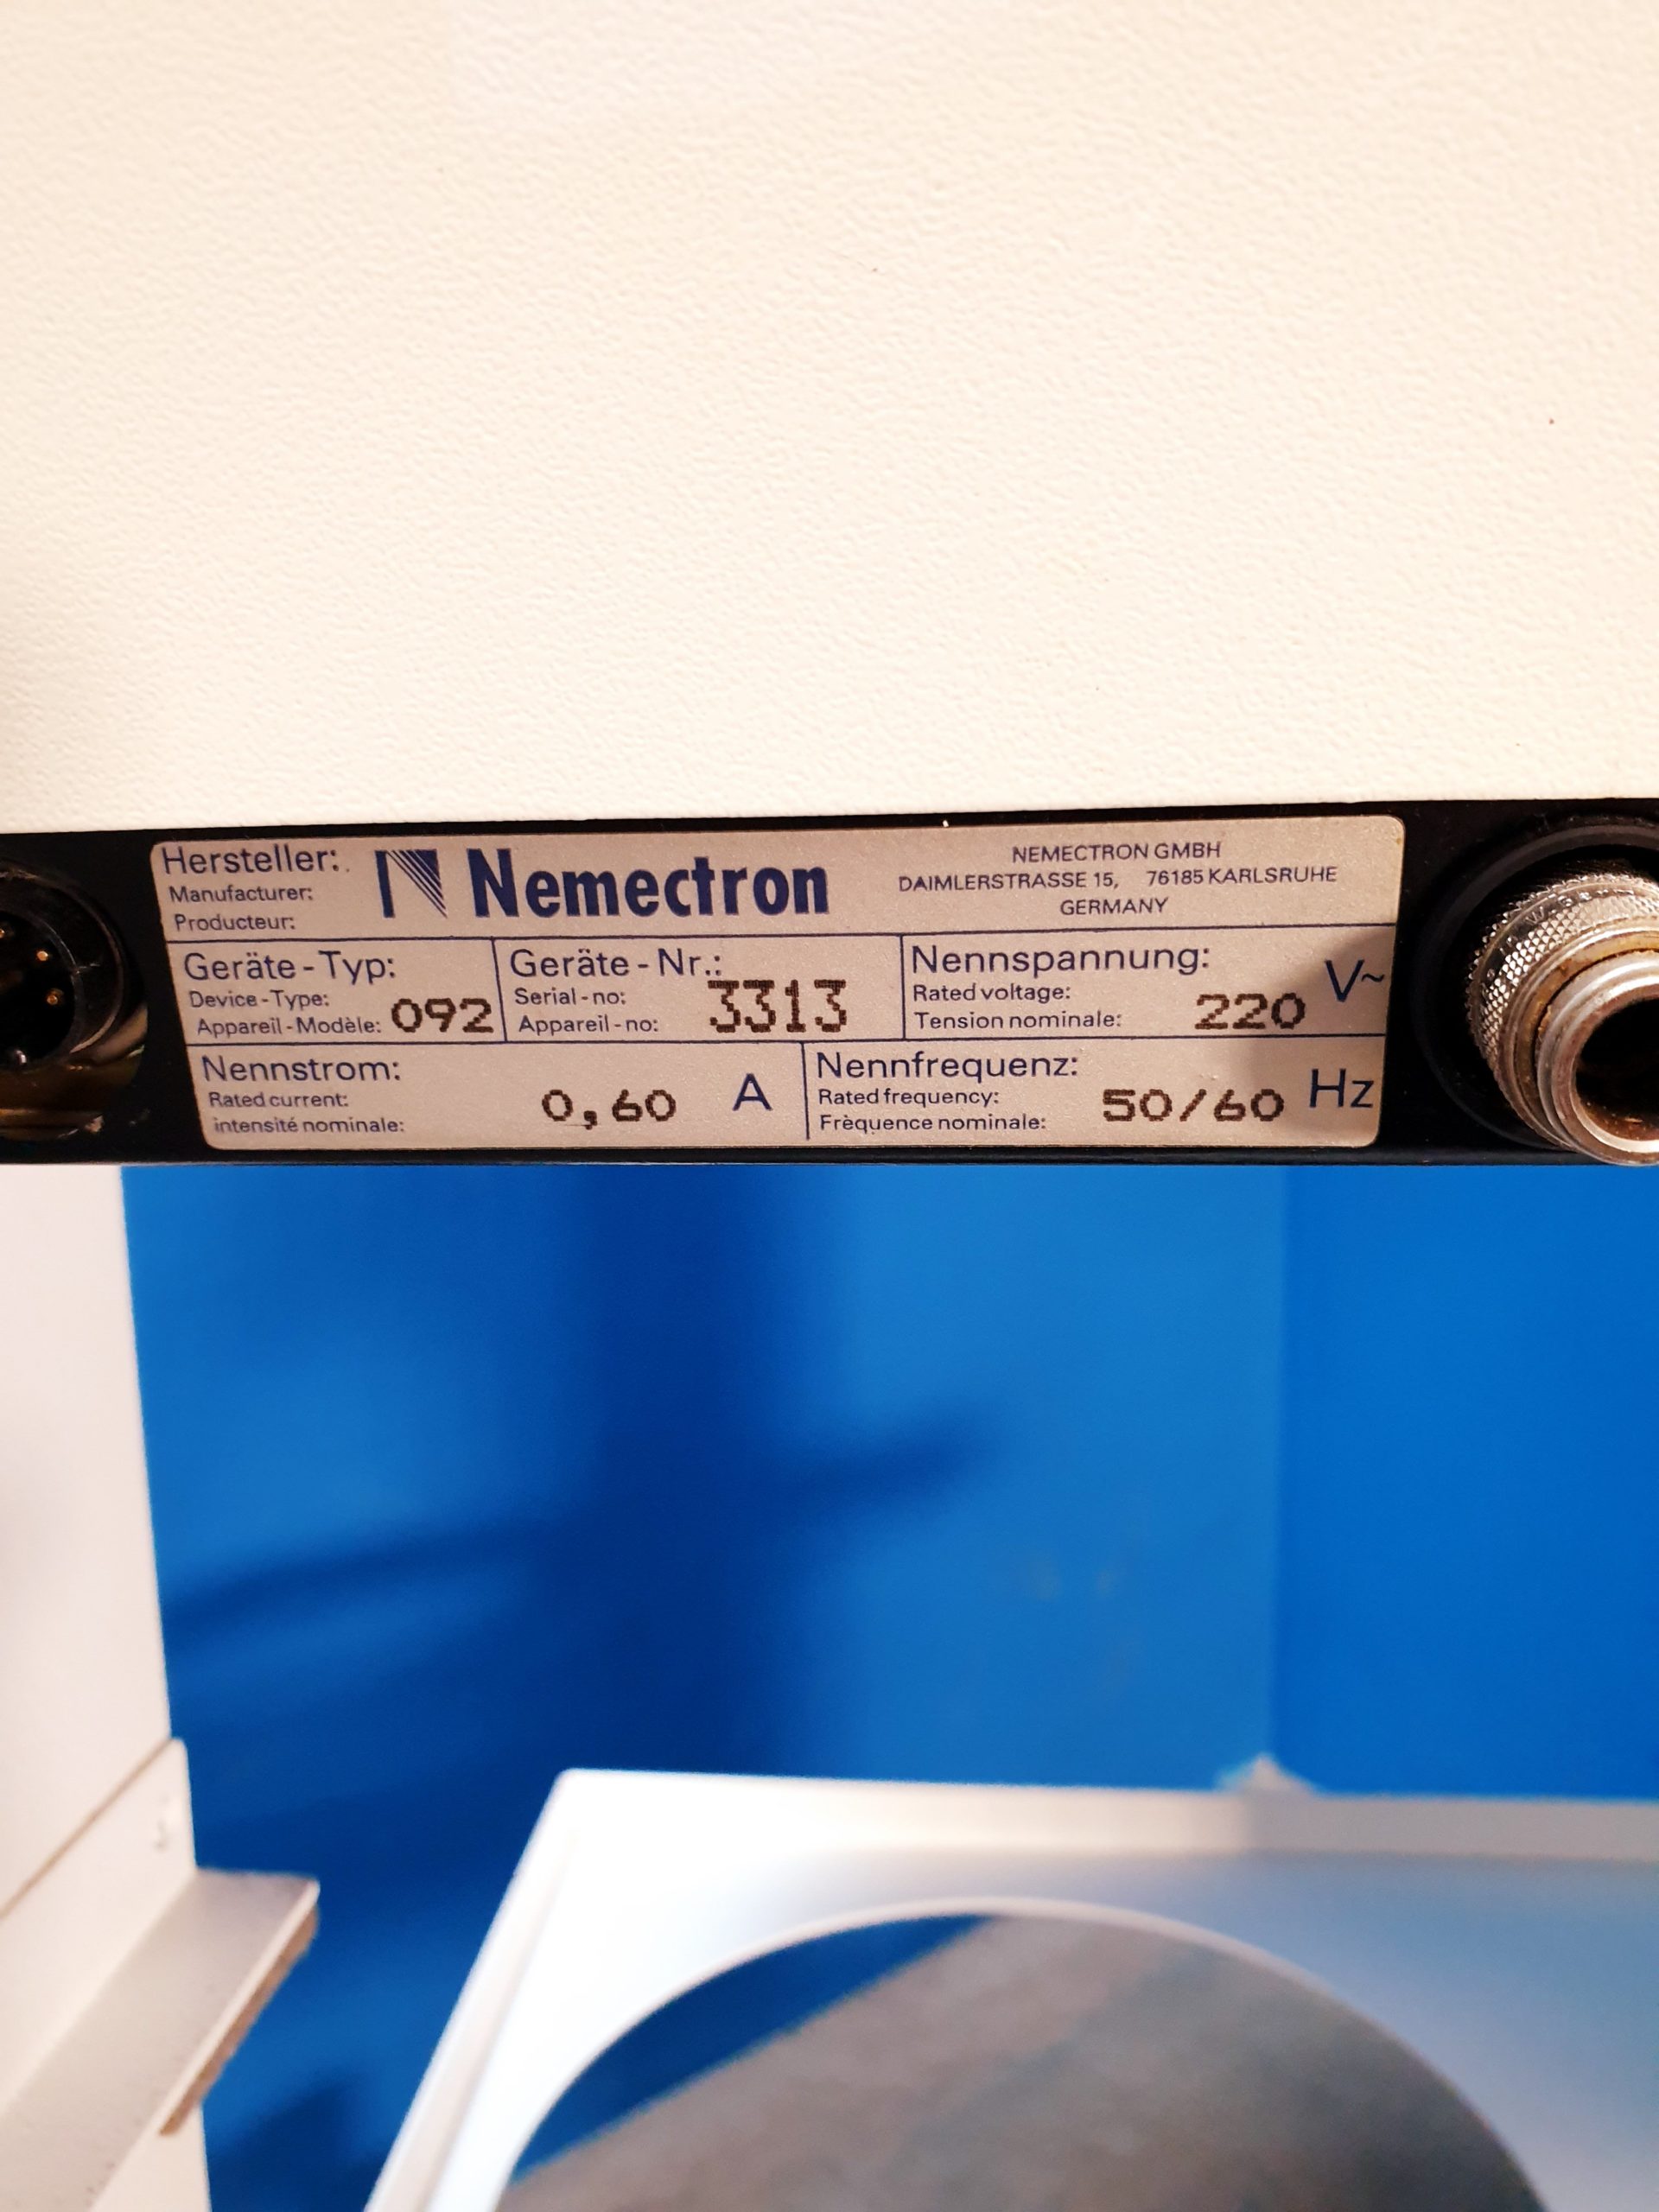 Hersteller:
Manufacturer:
Producteur:
Nemectron
NEMECTRON GMBH
DAIMLERSTRASSE 15, 76185 KARLSRUHE
GERMANY
Geräte-Typ:
Device-Type:
Appareil-Modèle: 092
Geräte-Nr.:
Serial-no: 3313
Appareil-no:
Nennspannung:
Rated voltage:
Tension nominale: 220 V~
Nennstrom:
Rated current:
intensité nominale: 0,60 A
Nennfrequenz:
Rated frequency:
Frèquence nominale: 50/60 Hz